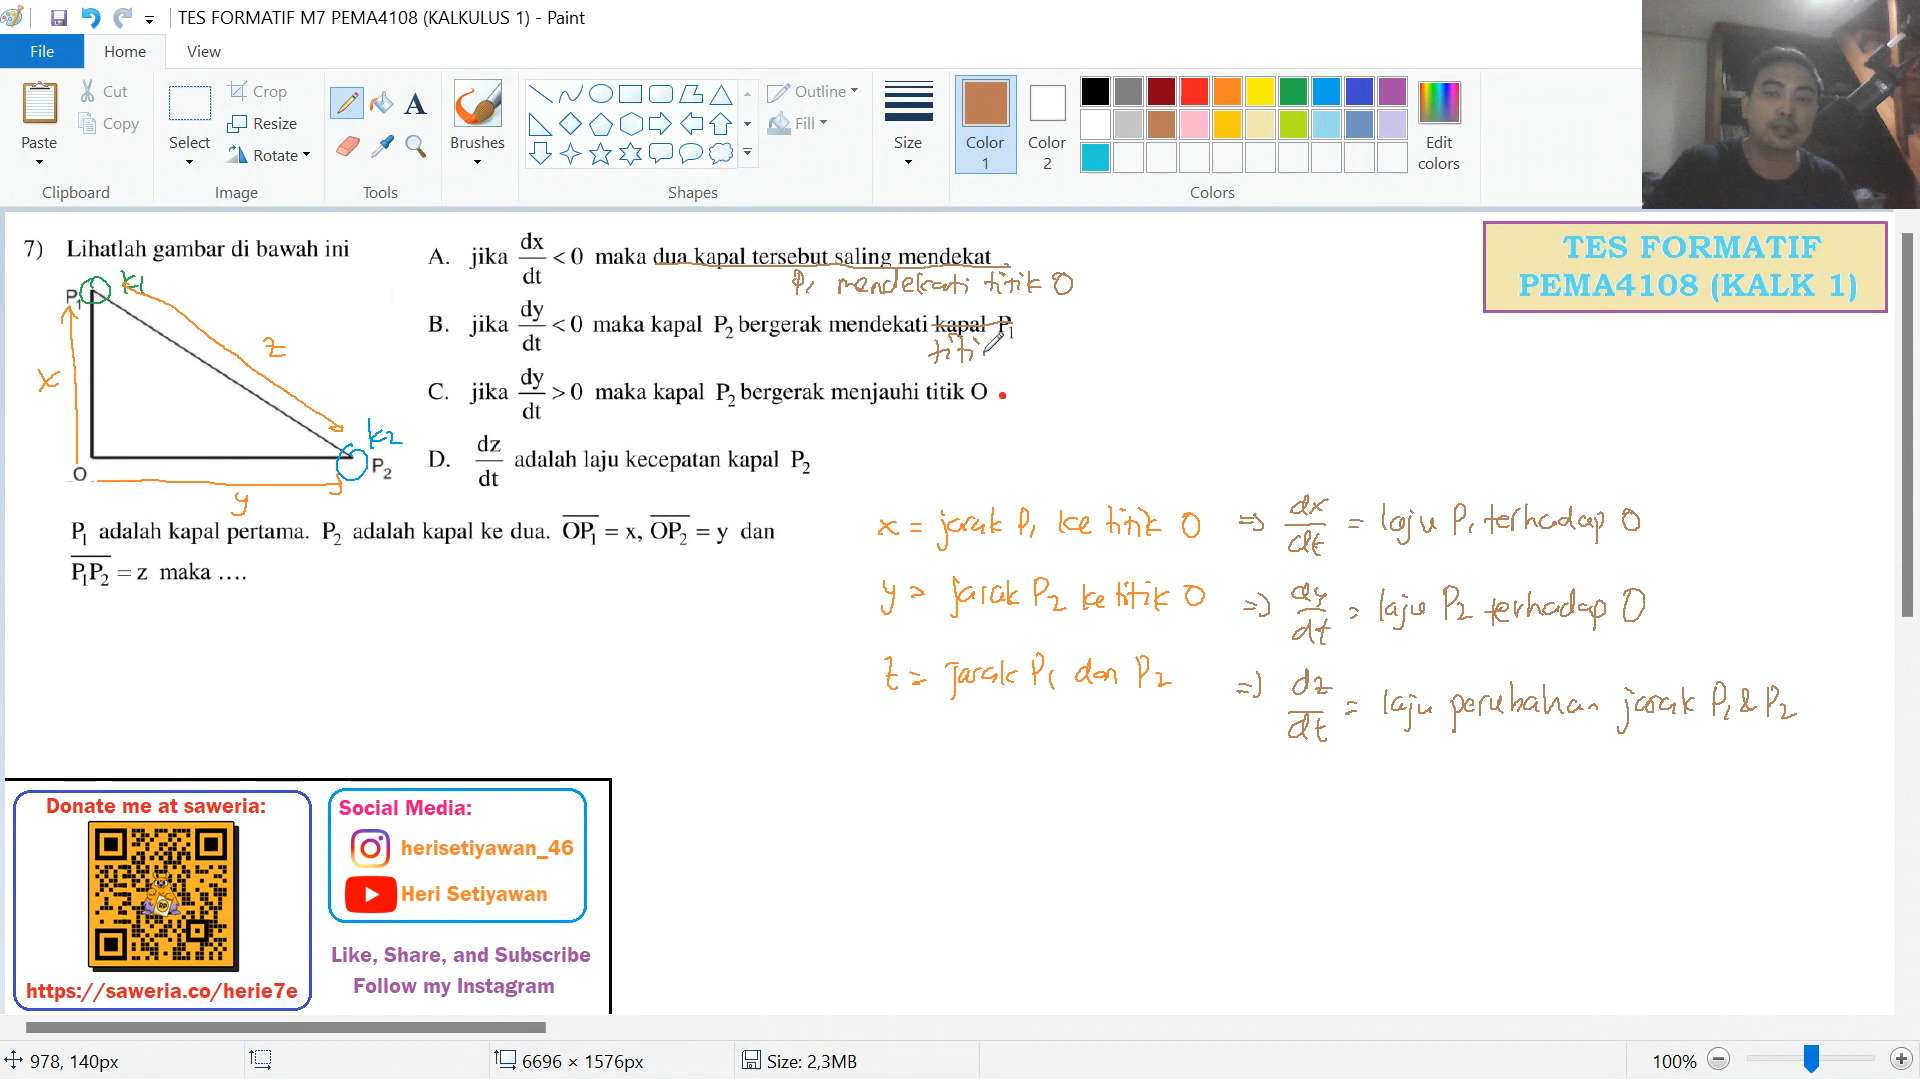 TES FORMATIF M7 PEMA4108 (KALKULUS 1) - Paint
File Home View
Paste Cut Copy
Clipboard
Select Crop Resize Rotate
Image
A
Tools
Brushes
Outline Fill
Shapes
Size
Color 1
Color 2
Edit colors
Colors
TES FORMATIF
PEMA4108 (KALK 1)
7) Lihatlah gambar di bawah ini
P1 k1
x
z
k2
O
P2
y
A. jika dx/dt < 0 maka dua kapal tersebut saling mendekat
P1 mendekati titik O
B. jika dy/dt < 0 maka kapal P2 bergerak mendekati kapal P1
titi
C. jika dy/dt > 0 maka kapal P2 bergerak menjauhi titik O
D. dz/dt adalah laju kecepatan kapal P2
P1 adalah kapal pertama. P2 adalah kapal ke dua. OP1 = x, OP2 = y dan
P1P2 = z maka ….
x = jarak P1 ke titik O => dx/dt = laju P1 terhadap O
y = jarak P2 ke titik O => dy/dt = laju P2 terhadap O
z = jarak P1 dan P2 => dz/dt = laju perubahan jarak P1 & P2
Donate me at saweria:
https://saweria.co/herie7e
Social Media:
herisetiyawan_46
Heri Setiyawan
Like, Share, and Subscribe
Follow my Instagram
978, 140px
6696 × 1576px
Size: 2,3MB
100%